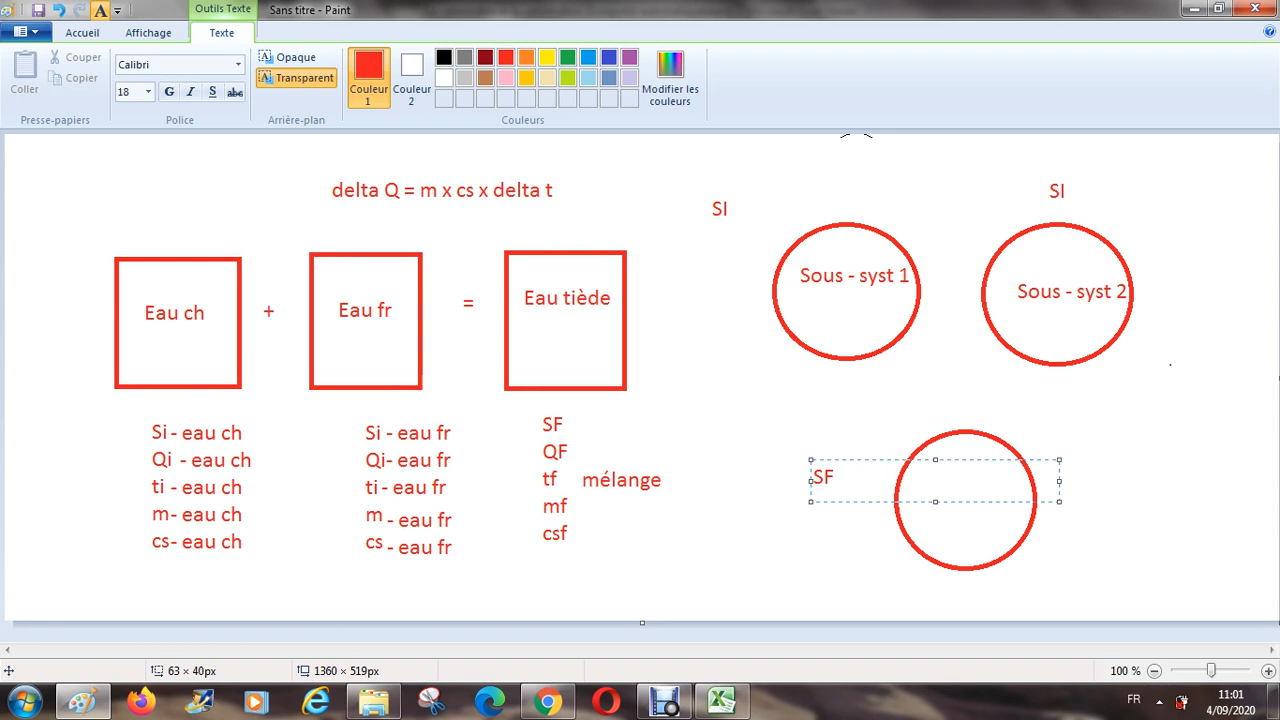 Outils Texte
Sans titre - Paint
Accueil
Affichage
Texte
Coller
Couper
Copier
Presse-papiers
Calibri
18
G I S abc
Police
Opaque
Transparent
Arrière-plan
Couleur 1
Couleur 2
Modifier les couleurs
Couleurs
delta Q = m x cs x delta t
SI
SI
Eau ch
+
Eau fr
=
Eau tiède
Sous - syst 1
Sous - syst 2
Si - eau ch
Qi - eau ch
ti - eau ch
m- eau ch
cs- eau ch
Si - eau fr
Qi- eau fr
ti - eau fr
m - eau fr
cs - eau fr
SF
QF
tf mélange
mf
csf
SF
63 × 40px
1360 × 519px
100 %
FR
11:01
4/09/2020